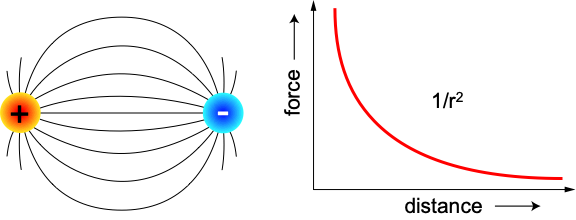 +
-
force
1/r²
distance